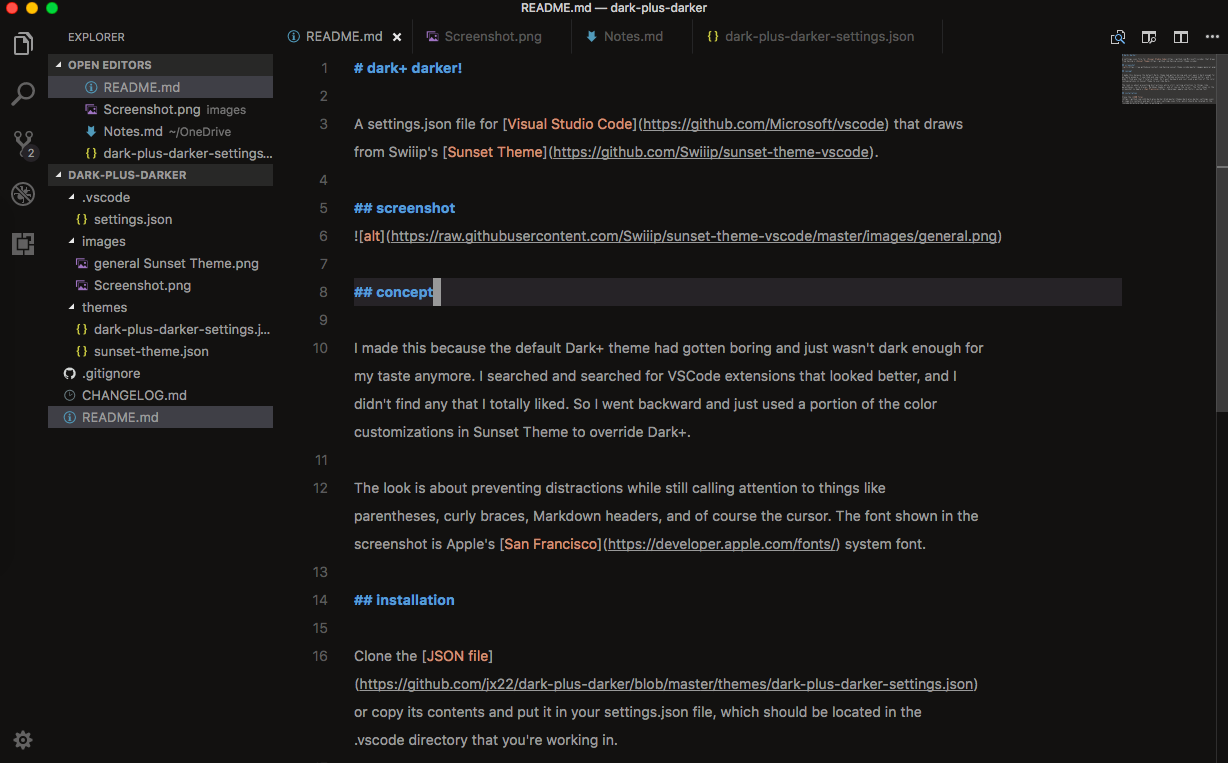 README.md — dark-plus-darker
EXPLORER
OPEN EDITORS
README.md
Screenshot.png images
Notes.md ~/OneDrive
{} dark-plus-darker-settings...
DARK-PLUS-DARKER
.vscode
{} settings.json
images
general Sunset Theme.png
Screenshot.png
themes
{} dark-plus-darker-settings.j...
{} sunset-theme.json
.gitignore
CHANGELOG.md
README.md
2
README.md × Screenshot.png Notes.md {} dark-plus-darker-settings.json
1 # dark+ darker!
2
3 A settings.json file for [Visual Studio Code](https://github.com/Microsoft/vscode) that draws
from Swiiip's [Sunset Theme](https://github.com/Swiiip/sunset-theme-vscode).
4
5 ## screenshot
6 ![alt](https://raw.githubusercontent.com/Swiiip/sunset-theme-vscode/master/images/general.png)
7
8 ## concept
9
10 I made this because the default Dark+ theme had gotten boring and just wasn't dark enough for
my taste anymore. I searched and searched for VSCode extensions that looked better, and I
didn't find any that I totally liked. So I went backward and just used a portion of the color
customizations in Sunset Theme to override Dark+.
11
12 The look is about preventing distractions while still calling attention to things like
parentheses, curly braces, Markdown headers, and of course the cursor. The font shown in the
screenshot is Apple's [San Francisco](https://developer.apple.com/fonts/) system font.
13
14 ## installation
15
16 Clone the [JSON file]
(https://github.com/jx22/dark-plus-darker/blob/master/themes/dark-plus-darker-settings.json)
or copy its contents and put it in your settings.json file, which should be located in the
.vscode directory that you're working in.